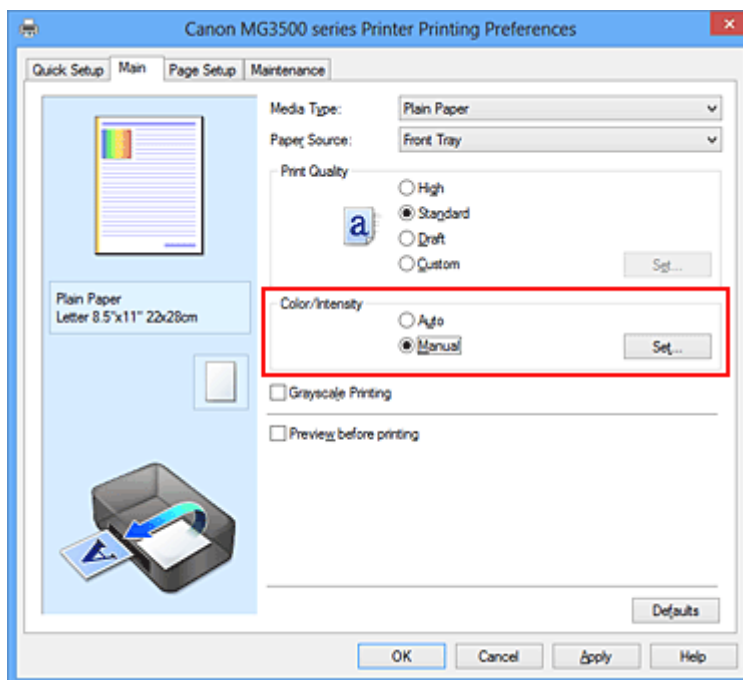 Canon MG3500 series Printer Printing Preferences
Quick Setup Main Page Setup Maintenance
Media Type: Plain Paper
Paper Source: Front Tray
Print Quality
High
a Standard
Draft
Custom Set...
Plain Paper
Letter 8.5"x11" 22x28cm
Color/Intensity
Auto
Manual Set...
Grayscale Printing
Preview before printing
A
Defaults
OK Cancel Apply Help